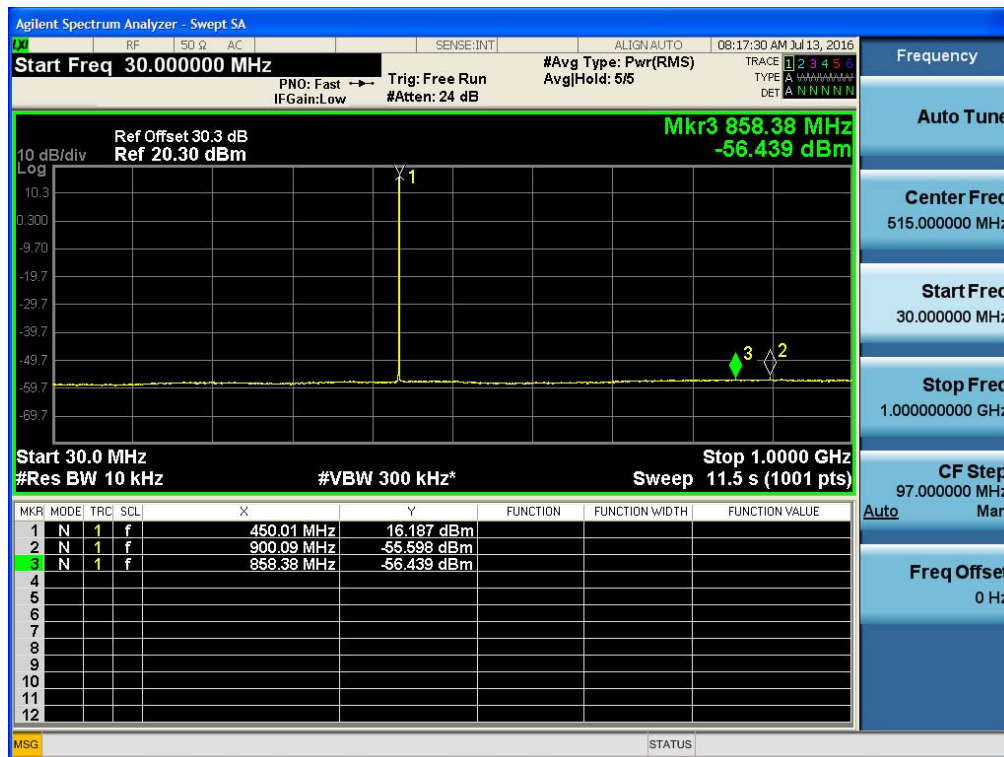 Agilent Spectrum Analyzer - Swept SA
LXI RF 50 Ω AC SENSE:INT ALIGN AUTO 08:17:30 AM Jul 13, 2016
Start Freq 30.000000 MHz
PNO: Fast
IFGain:Low
Trig: Free Run
#Atten: 24 dB
#Avg Type: Pwr(RMS)
Avg|Hold: 5/5
TRACE 1 2 3 4 5 6
TYPE A
DET A N N N N N
Frequency
Auto Tune
Center Freq
515.000000 MHz
Start Freq
30.000000 MHz
Stop Freq
1.000000000 GHz
CF Step
97.000000 MHz
Auto Man
Freq Offset
0 Hz
Mkr3 858.38 MHz
-56.439 dBm
Ref Offset 30.3 dB
10 dB/div Ref 20.30 dBm
Log
10.3
0.300
-9.70
-19.7
-29.7
-39.7
-49.7
-59.7
-69.7
1
3
2
Start 30.0 MHz Stop 1.0000 GHz
#Res BW 10 kHz #VBW 300 kHz* Sweep 11.5 s (1001 pts)
MKR MODE TRC SCL X Y FUNCTION FUNCTION WIDTH FUNCTION VALUE
1 N 1 f 450.01 MHz 16.187 dBm
2 N 1 f 900.09 MHz -55.598 dBm
3 N 1 f 858.38 MHz -56.439 dBm
4
5
6
7
8
9
10
11
12
MSG STATUS